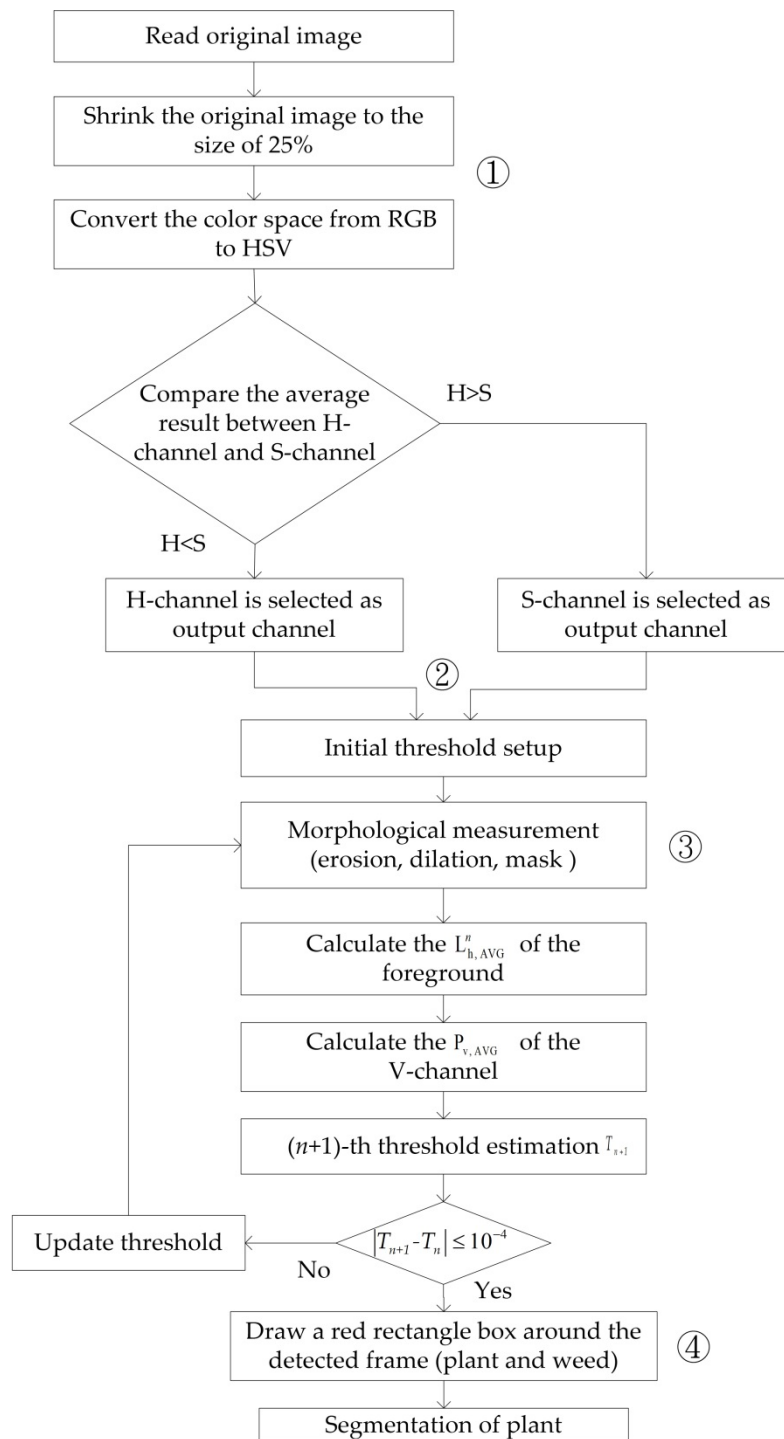 Read original image
Shrink the original image to the
size of 25%
①
Convert the color space from RGB
to HSV
Compare the average
result between H-
channel and S-channel
H>S
H<S
H-channel is selected as
output channel
S-channel is selected as
output channel
②
Initial threshold setup
Morphological measurement
(erosion, dilation, mask )
③
Calculate the L^n_{h, AVG} of the
foreground
Calculate the P_{v, AVG} of the
V-channel
(n+1)-th threshold estimation T_{n+1}
Update threshold
|T_{n+1}-T_n| ≤ 10^{-4}
No
Yes
Draw a red rectangle box around the
detected frame (plant and weed)
④
Segmentation of plant